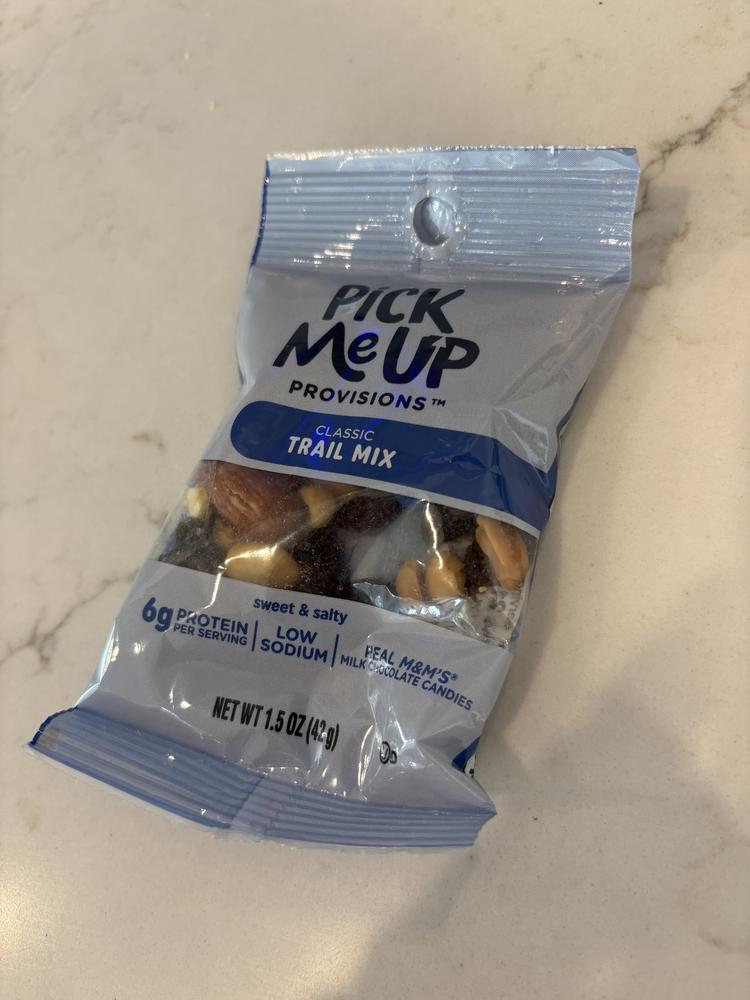 PICK
Me UP
PROVISIONS™
CLASSIC
TRAIL MIX
sweet & salty
6g PROTEIN PER SERVING | LOW SODIUM | REAL M&M'S® MILK CHOCOLATE CANDIES
NET WT 1.5 OZ (42g)
UD